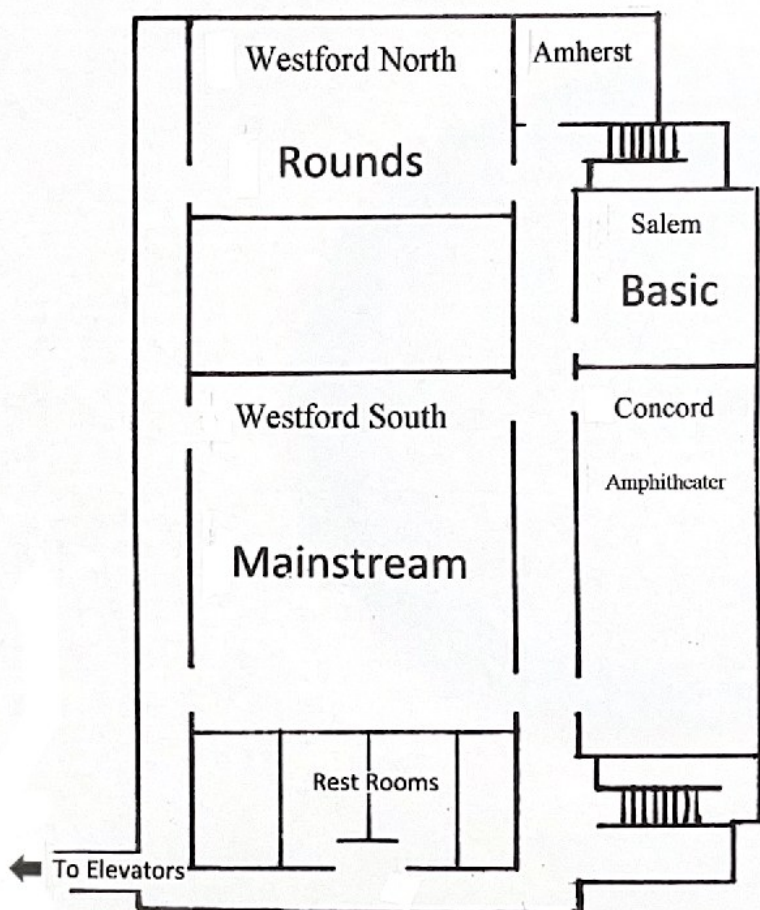 Westford North
Amherst
Rounds
Salem
Basic
Westford South
Concord
Amphitheater
Mainstream
Rest Rooms
To Elevators